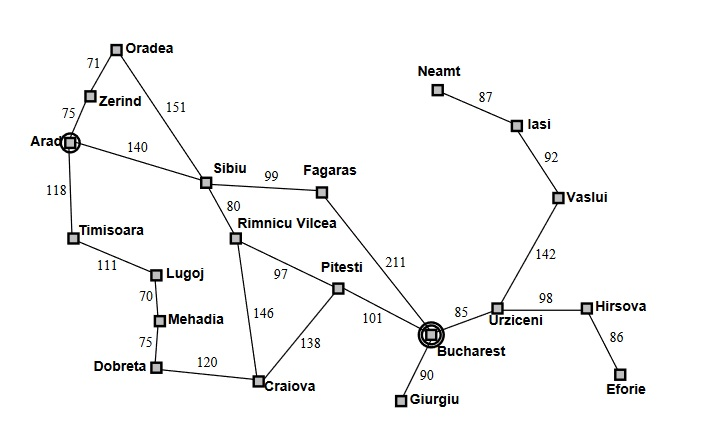 Oradea
Neamt
71
87
Zerind
151
75
Iasi
Arad
140
92
Sibiu
Fagaras
99
118
80
Vaslui
Rimnicu Vilcea
Timisoara
142
111
97
211
Lugoj
Pitesti
70
98
Hirsova
146
101
85
Urziceni
Mehadia
86
75
138
Bucharest
Dobreta
120
90
Craiova
Eforie
Giurgiu